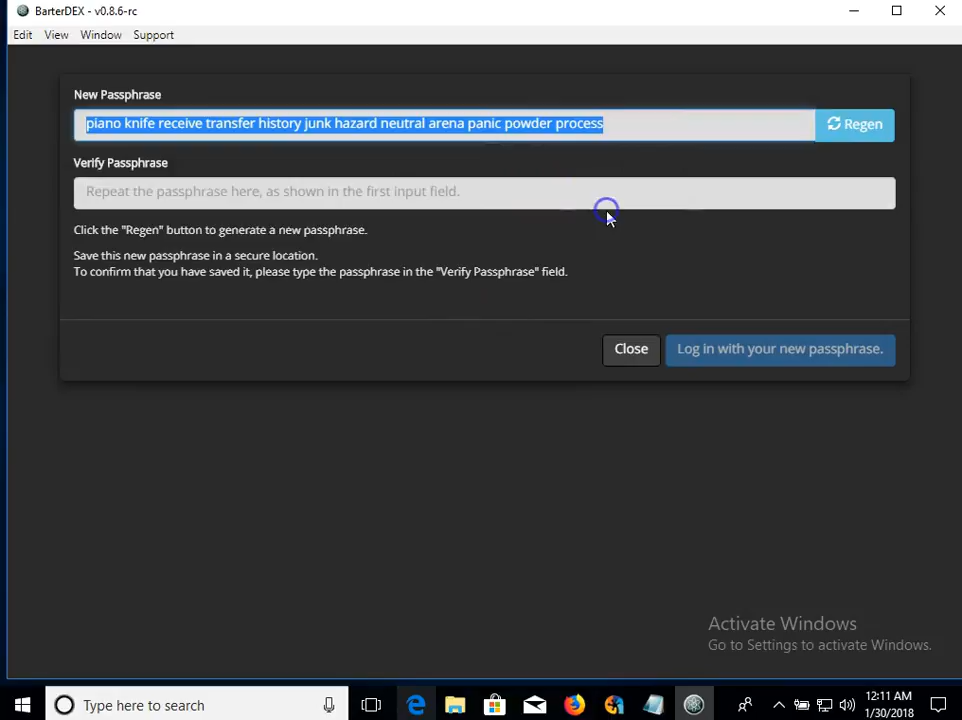 BarterDEX - v0.8.6-rc
Edit View Window Support
New Passphrase
piano knife receive transfer history junk hazard neutral arena panic powder process
Regen
Verify Passphrase
Repeat the passphrase here, as shown in the first input field.
Click the "Regen" button to generate a new passphrase.
Save this new passphrase in a secure location.
To confirm that you have saved it, please type the passphrase in the "Verify Passphrase" field.
Close
Log in with your new passphrase.
Activate Windows
Go to Settings to activate Windows.
Type here to search
12:11 AM
1/30/2018